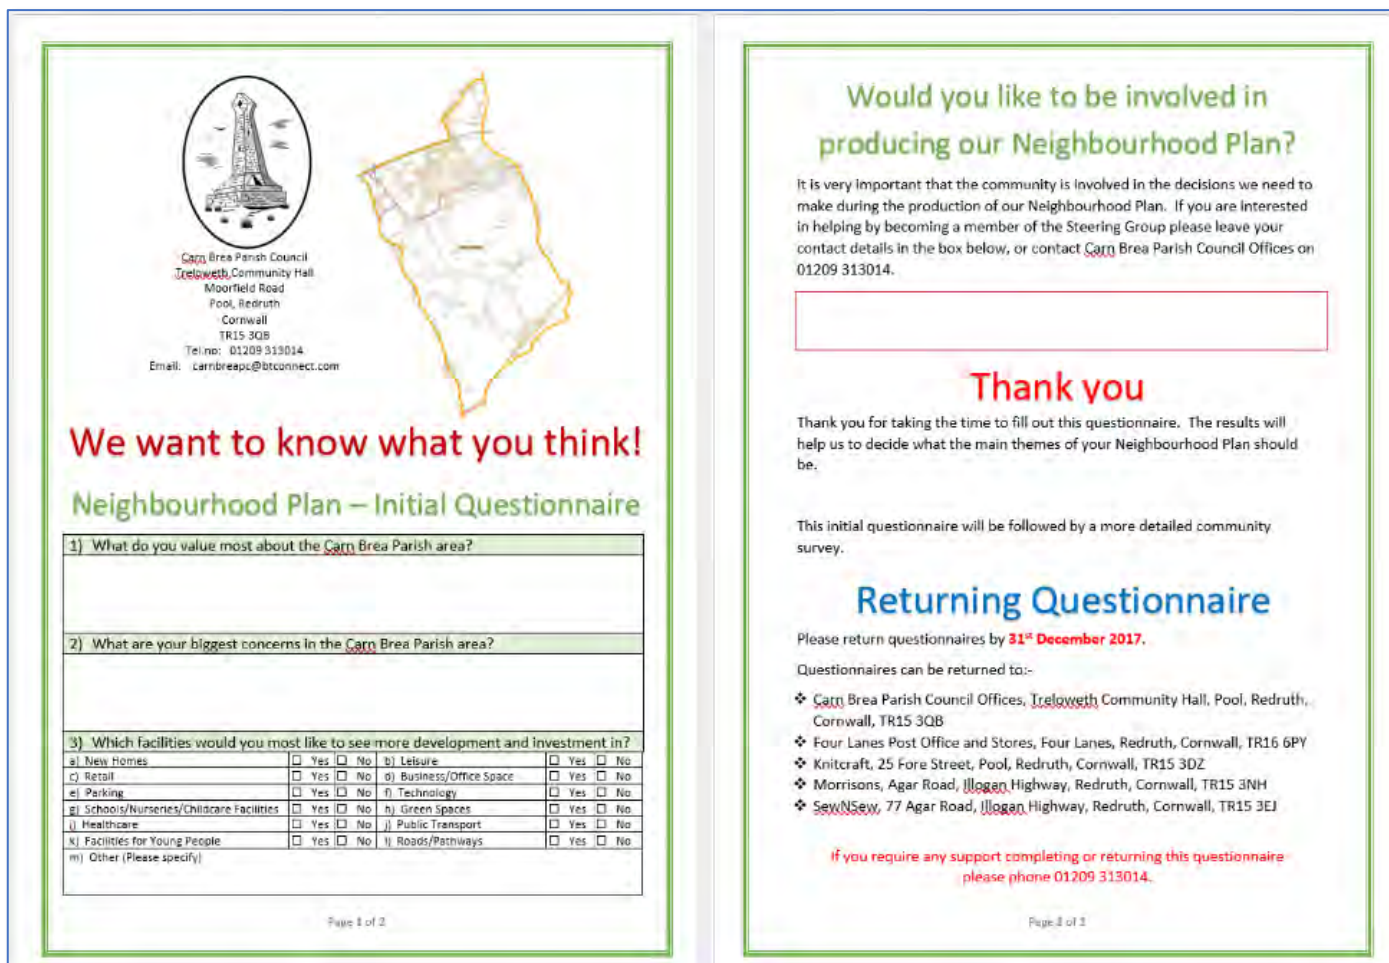 Carn Brea Parish Council
Treloweth Community Hall
Moorfield Road
Pool, Redruth
Cornwall
TR15 3QB
Tel.no: 01209 313014
Email: carnbreapc@btconnect.com
We want to know what you think!
Neighbourhood Plan – Initial Questionnaire
1) What do you value most about the Carn Brea Parish area?
2) What are your biggest concerns in the Carn Brea Parish area?
3) Which facilities would you most like to see more development and investment in?
a) New Homes ☐ Yes ☐ No b) Leisure ☐ Yes ☐ No
c) Retail ☐ Yes ☐ No d) Business/Office Space ☐ Yes ☐ No
e) Parking ☐ Yes ☐ No f) Technology ☐ Yes ☐ No
g) Schools/Nurseries/Childcare Facilities ☐ Yes ☐ No h) Green Spaces ☐ Yes ☐ No
i) Healthcare ☐ Yes ☐ No j) Public Transport ☐ Yes ☐ No
k) Facilities for Young People ☐ Yes ☐ No l) Roads/Pathways ☐ Yes ☐ No
m) Other (Please specify)
Page 1 of 2
Would you like to be involved in
producing our Neighbourhood Plan?
It is very important that the community is involved in the decisions we need to
make during the production of our Neighbourhood Plan. If you are interested
in helping by becoming a member of the Steering Group please leave your
contact details in the box below, or contact Carn Brea Parish Council Offices on
01209 313014.
Thank you
Thank you for taking the time to fill out this questionnaire. The results will
help us to decide what the main themes of your Neighbourhood Plan should
be.
This initial questionnaire will be followed by a more detailed community
survey.
Returning Questionnaire
Please return questionnaires by 31st December 2017.
Questionnaires can be returned to:-
❖ Carn Brea Parish Council Offices, Treloweth Community Hall, Pool, Redruth,
Cornwall, TR15 3QB
❖ Four Lanes Post Office and Stores, Four Lanes, Redruth, Cornwall, TR16 6PY
❖ Knitcraft, 25 Fore Street, Pool, Redruth, Cornwall, TR15 3DZ
❖ Morrisons, Agar Road, Illogan Highway, Redruth, Cornwall, TR15 3NH
❖ SewNSew, 77 Agar Road, Illogan Highway, Redruth, Cornwall, TR15 3EJ
If you require any support completing or returning this questionnaire
please phone 01209 313014.
Page 2 of 2